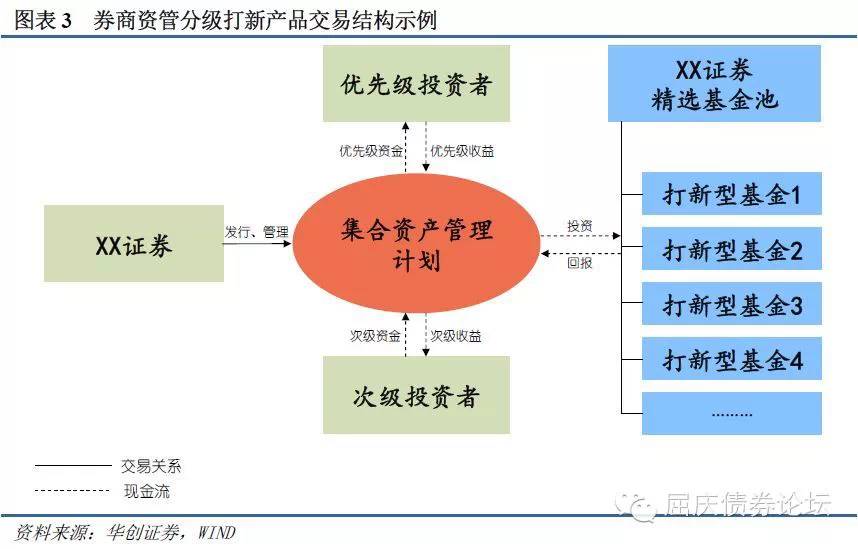 图表 3 券商资管分级打新产品交易结构示例
优先级投资者
XX证券
精选基金池
优先级资金
优先级收益
打新型基金1
XX证券
发行、管理
集合资产管理
计划
投资
回报
打新型基金2
打新型基金3
次级资金
次级收益
打新型基金4
次级投资者
………
交易关系
现金流
屈庆债券论坛
资料来源：华创证券，WIND